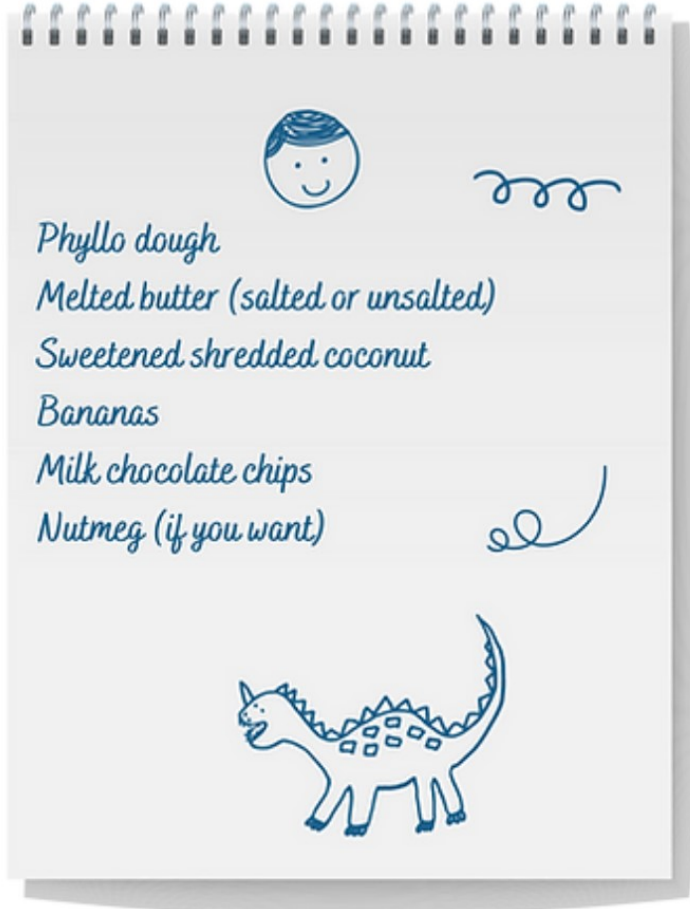 Phyllo dough
Melted butter (salted or unsalted)
Sweetened shredded coconut
Bananas
Milk chocolate chips
Nutmeg (if you want)